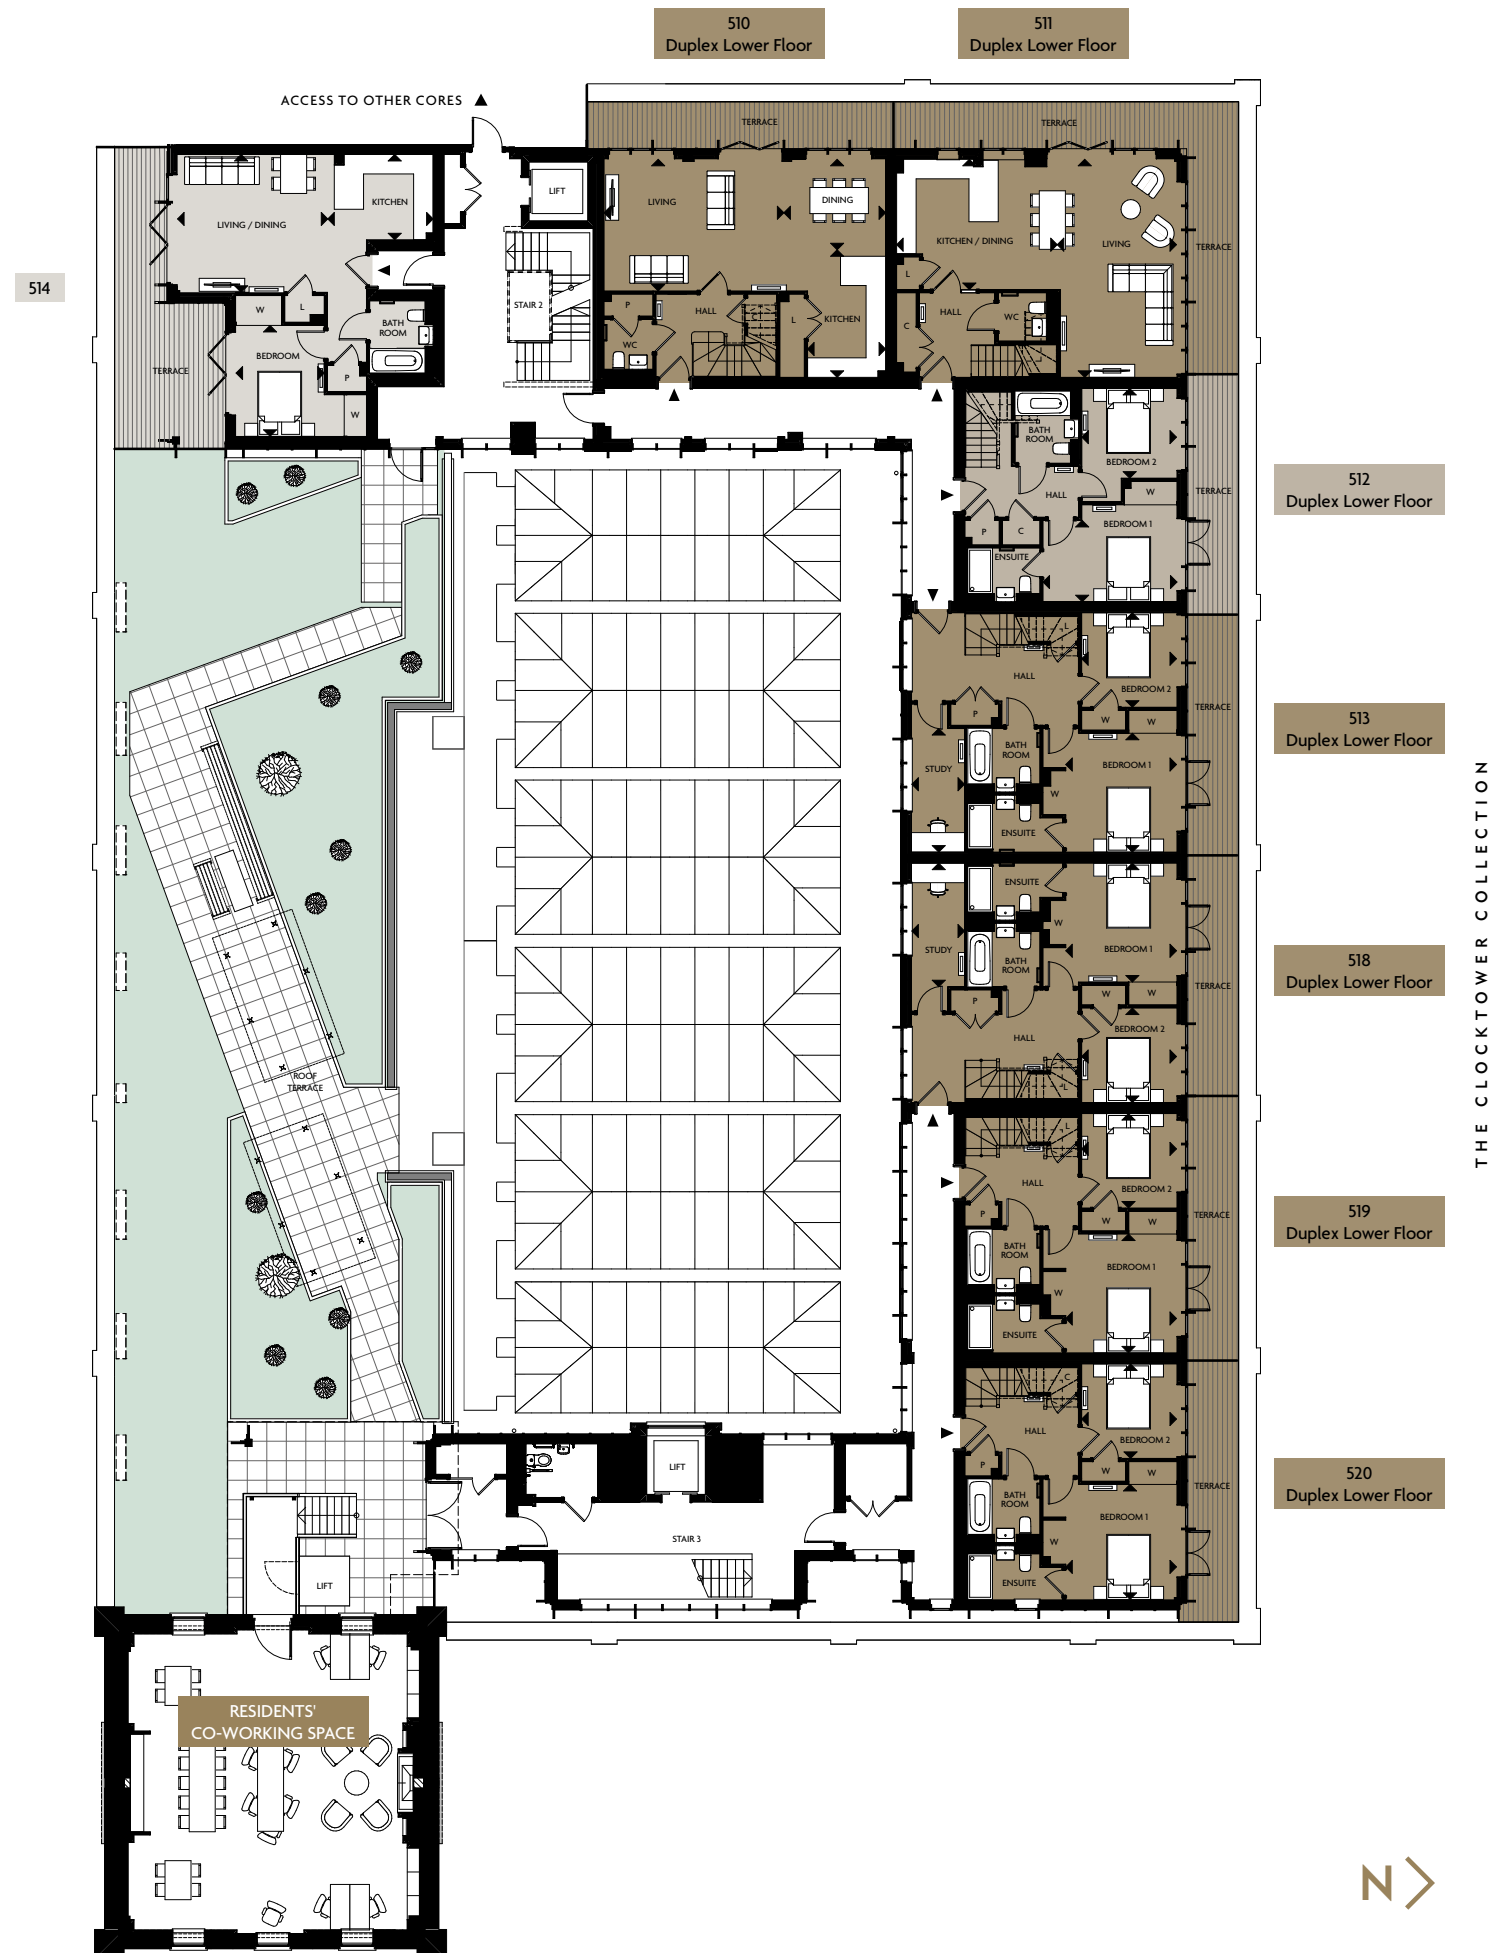 510
Duplex Lower Floor
511
Duplex Lower Floor
ACCESS TO OTHER CORES
TERRACE
TERRACE
LIFT
LIVING
DINING
KITCHEN
LIVING / DINING
KITCHEN / DINING
LIVING
TERRACE
514
L
W
L
STAIR 2
P
HALL
L
KITCHEN
C
HALL
WC
BATH
ROOM
WC
BEDROOM
TERRACE
P
W
BATH
ROOM
BEDROOM 2
512
Duplex Lower Floor
HALL
W
TERRACE
P
C
BEDROOM 1
ENSUITE
L
HALL
BEDROOM 2
P
W
W
TERRACE
513
Duplex Lower Floor
BATH
ROOM
STUDY
BEDROOM 1
W
ENSUITE
ENSUITE
W
STUDY
BEDROOM 1
BATH
ROOM
518
Duplex Lower Floor
P
W
W
TERRACE
HALL
BEDROOM 2
L
ROOF
TERRACE
L
HALL
BEDROOM 2
P
W
W
TERRACE
519
Duplex Lower Floor
BATH
ROOM
BEDROOM 1
W
ENSUITE
C
HALL
BEDROOM 2
P
W
W
TERRACE
520
Duplex Lower Floor
BATH
ROOM
BEDROOM 1
W
ENSUITE
LIFT
STAIR 3
LIFT
RESIDENTS'
CO-WORKING SPACE
THE CLOCKTOWER COLLECTION
N